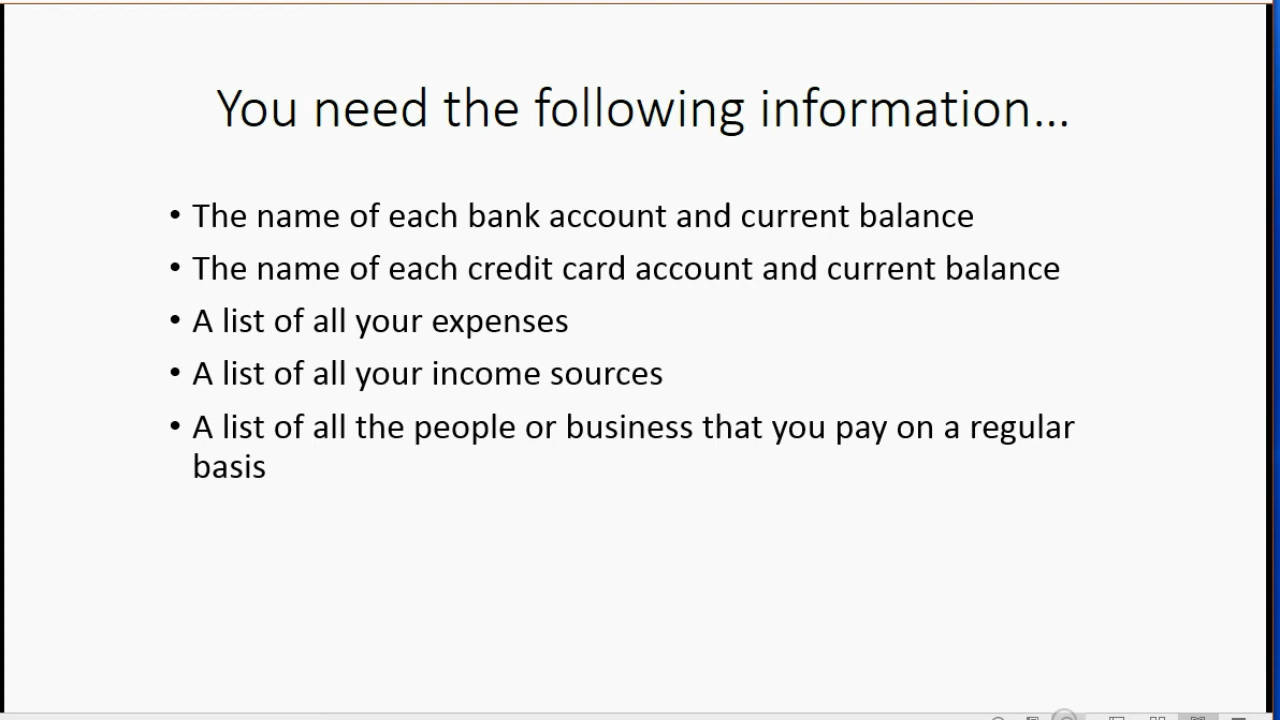 You need the following information...
• The name of each bank account and current balance
• The name of each credit card account and current balance
• A list of all your expenses
• A list of all your income sources
• A list of all the people or business that you pay on a regular
basis